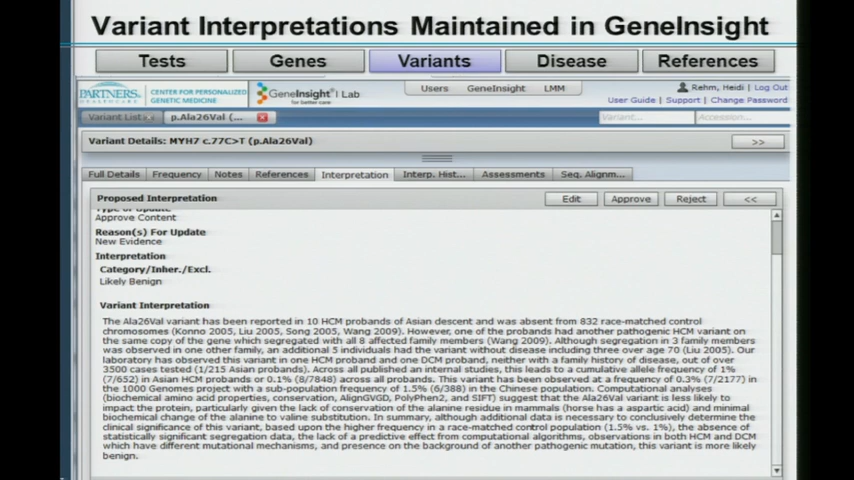 Variant Interpretations Maintained in GeneInsight
Tests Genes Variants Disease References
PARTNERS HEALTHCARE CENTER FOR PERSONALIZED GENETIC MEDICINE GeneInsight Lab for better care Users GeneInsight LMM Rehm, Heidi | Log Out
User Guide | Support | Change Password
Variant List p.Ala26Val (... Variant... Accession...
Variant Details: MYH7 c.77C>T (p.Ala26Val) >>
Full Details Frequency Notes References Interpretation Interp. Hist... Assessments Seq. Alignm...
Proposed Interpretation Edit Approve Reject <<
Type of Update
Approve Content
Reason(s) For Update
New Evidence
Interpretation
Category/Inher./Excl.
Likely Benign
Variant Interpretation
The Ala26Val variant has been reported in 10 HCM probands of Asian descent and was absent from 832 race-matched control
chromosomes (Konno 2005, Liu 2005, Song 2005, Wang 2009). However, one of the probands had another pathogenic HCM variant on
the same copy of the gene which segregated with all 8 affected family members (Wang 2009). Although segregation in 3 family members
was observed in one other family, an additional 5 individuals had the variant without disease including three over age 70 (Liu 2005). Our
laboratory has observed this variant in one HCM proband and one DCM proband, neither with a family history of disease, out of over
3500 cases tested (1/215 Asian probands). Across all published an internal studies, this leads to a cumulative allele frequency of 1%
(7/652) in Asian HCM probands or 0.1% (8/7848) across all probands. This variant has been observed at a frequency of 0.3% (7/2177) in
the 1000 Genomes project with a sub-population frequency of 1.5% (6/388) in the Chinese population. Computational analyses
(biochemical amino acid properties, conservation, AlignGVGD, PolyPhen2, and SIFT) suggest that the Ala26Val variant is less likely to
impact the protein, particularly given the lack of conservation of the alanine residue in mammals (horse has a aspartic acid) and minimal
biochemical change of the alanine to valine substitution. In summary, although additional data is necessary to conclusively determine the
clinical significance of this variant, based upon the higher frequency in a race-matched control population (1.5% vs. 1%), the absence of
statistically significant segregation data, the lack of a predictive effect from computational algorithms, observations in both HCM and DCM
which have different mutational mechanisms, and presence on the background of another pathogenic mutation, this variant is more likely
benign.